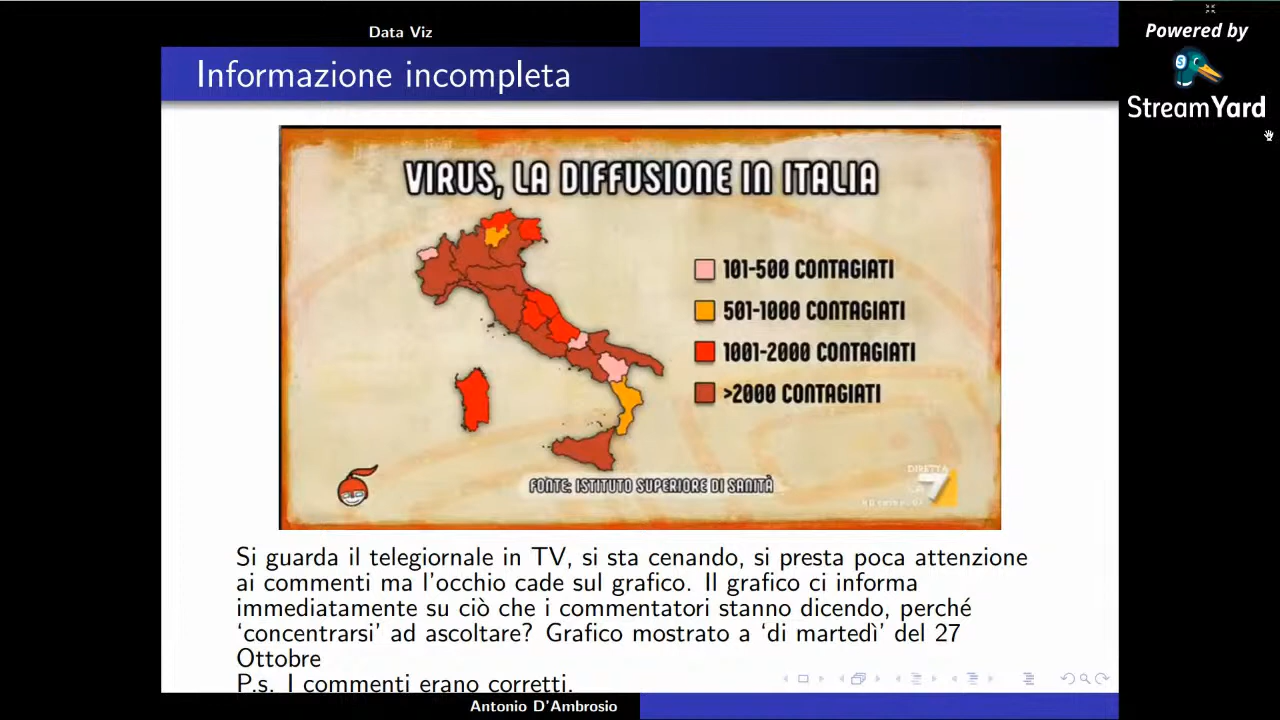 Data Viz
Powered by
StreamYard
Informazione incompleta
VIRUS, LA DIFFUSIONE IN ITALIA
101-500 CONTAGIATI
501-1000 CONTAGIATI
1001-2000 CONTAGIATI
>2000 CONTAGIATI
FONTE: ISTITUTO SUPERIORE DI SANITÀ
DIRETTA
7
Si guarda il telegiornale in TV, si sta cenando, si presta poca attenzione
ai commenti ma l'occhio cade sul grafico. Il grafico ci informa
immediatamente su ciò che i commentatori stanno dicendo, perché
‘concentrarsi’ ad ascoltare? Grafico mostrato a ‘di martedì’ del 27
Ottobre
P.s. I commenti erano corretti.
Antonio D'Ambrosio